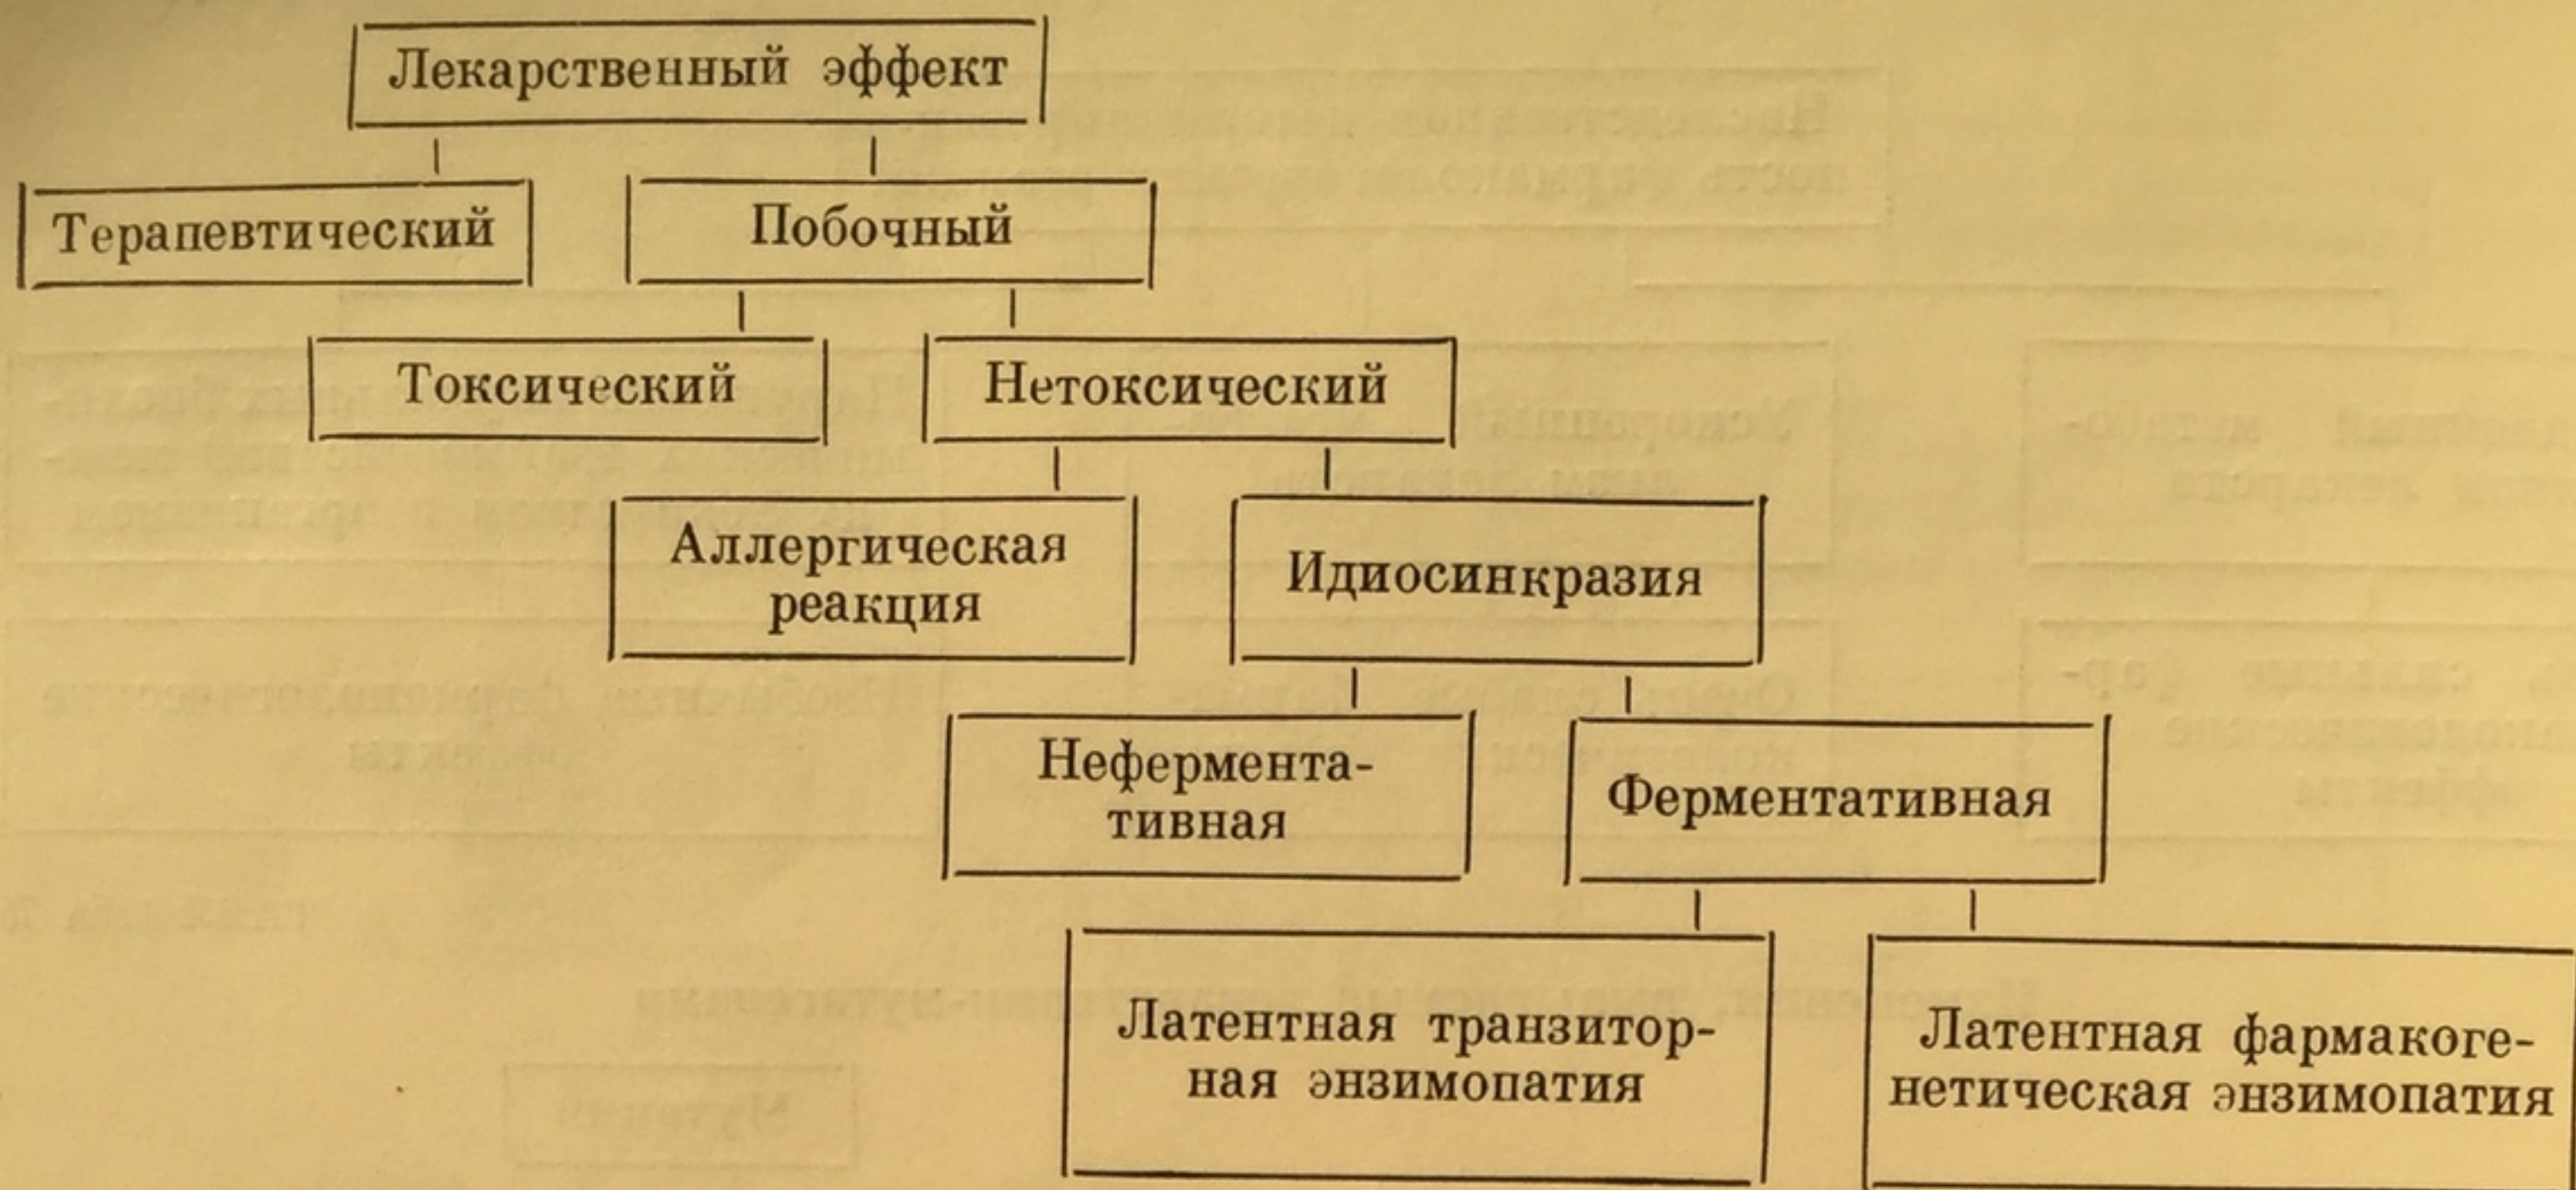 Лекарственный эффект
Терапевтический
Побочный
Токсический
Нетоксический
Аллергическая
реакция
Идиосинкразия
Нефермента-
тивная
Ферментативная
Латентная транзитор-
ная энзимопатия
Латентная фармакоге-
нетическая энзимопатия